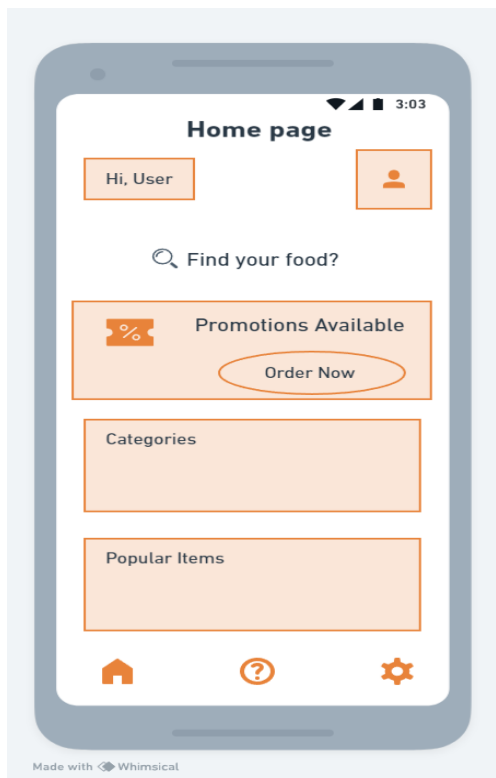 3:03
Home page
Hi, User
Find your food?
%
Promotions Available
Order Now
Categories
Popular Items
?
Made with Whimsical